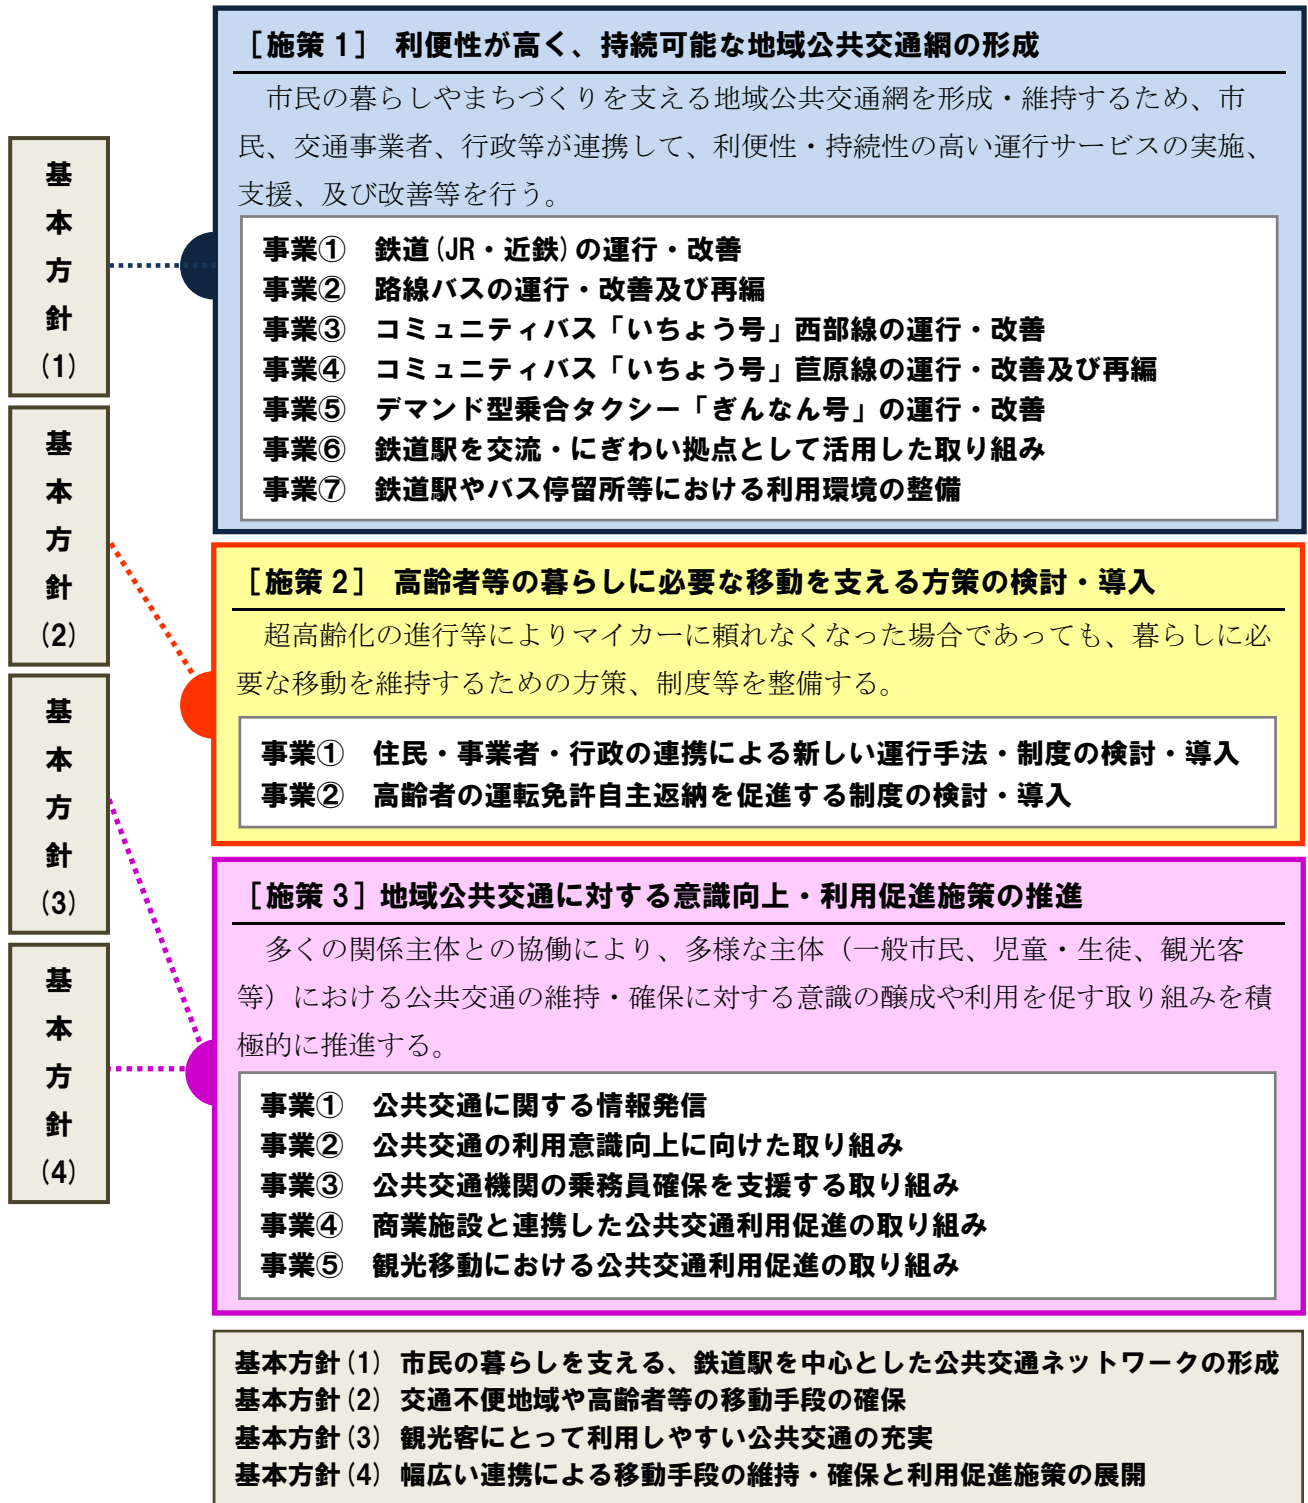 基本方針(1)
基本方針(2)
基本方針(3)
基本方針(4)
［施策 1］ 利便性が高く、持続可能な地域公共交通網の形成
市民の暮らしやまちづくりを支える地域公共交通網を形成・維持するため、市
民、交通事業者、行政等が連携して、利便性・持続性の高い運行サービスの実施、
支援、及び改善等を行う。
事業① 鉄道(JR・近鉄)の運行・改善
事業② 路線バスの運行・改善及び再編
事業③ コミュニティバス「いちょう号」西部線の運行・改善
事業④ コミュニティバス「いちょう号」苣原線の運行・改善及び再編
事業⑤ デマンド型乗合タクシー「ぎんなん号」の運行・改善
事業⑥ 鉄道駅を交流・にぎわい拠点として活用した取り組み
事業⑦ 鉄道駅やバス停留所等における利用環境の整備
［施策 2］ 高齢者等の暮らしに必要な移動を支える方策の検討・導入
超高齢化の進行等によりマイカーに頼れなくなった場合であっても、暮らしに必
要な移動を維持するための方策、制度等を整備する。
事業① 住民・事業者・行政の連携による新しい運行手法・制度の検討・導入
事業② 高齢者の運転免許自主返納を促進する制度の検討・導入
［施策 3］地域公共交通に対する意識向上・利用促進施策の推進
多くの関係主体との協働により、多様な主体（一般市民、児童・生徒、観光客
等）における公共交通の維持・確保に対する意識の醸成や利用を促す取り組みを積
極的に推進する。
事業① 公共交通に関する情報発信
事業② 公共交通の利用意識向上に向けた取り組み
事業③ 公共交通機関の乗務員確保を支援する取り組み
事業④ 商業施設と連携した公共交通利用促進の取り組み
事業⑤ 観光移動における公共交通利用促進の取り組み
基本方針(1) 市民の暮らしを支える、鉄道駅を中心とした公共交通ネットワークの形成
基本方針(2) 交通不便地域や高齢者等の移動手段の確保
基本方針(3) 観光客にとって利用しやすい公共交通の充実
基本方針(4) 幅広い連携による移動手段の維持・確保と利用促進施策の展開